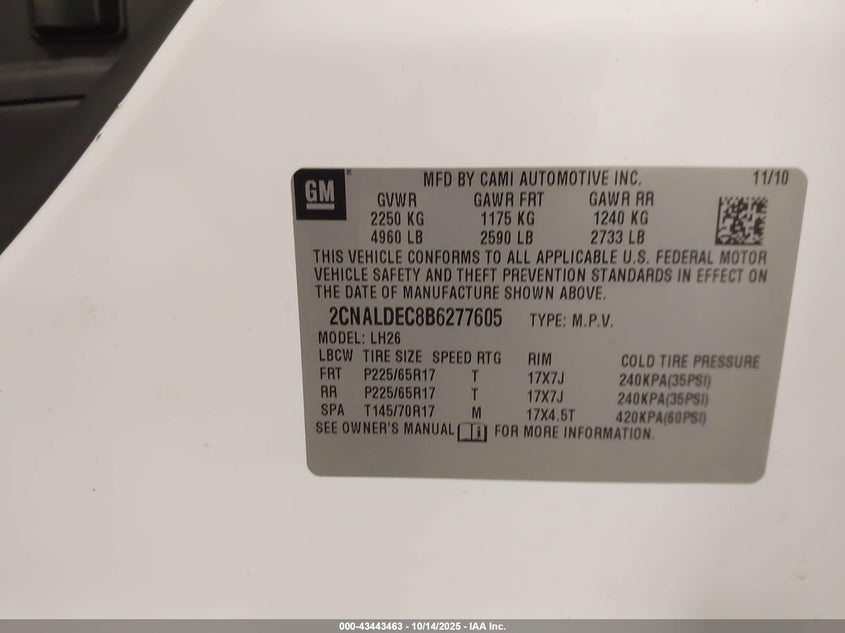 GM
MFD BY CAMI AUTOMOTIVE INC. 11/10
GVWR GAWR FRT GAWR RR
2250 KG 1175 KG 1240 KG
4960 LB 2590 LB 2733 LB
THIS VEHICLE CONFORMS TO ALL APPLICABLE U.S. FEDERAL MOTOR
VEHICLE SAFETY AND THEFT PREVENTION STANDARDS IN EFFECT ON
THE DATE OF MANUFACTURE SHOWN ABOVE.
2CNALDEC8B6277605 TYPE: M.P.V.
MODEL: LH26
LBCW TIRE SIZE SPEED RTG RIM COLD TIRE PRESSURE
FRT P225/65R17 T 17X7J 240KPA(35PSI)
RR P225/65R17 T 17X7J 240KPA(35PSI)
SPA T145/70R17 M 17X4.5T 420KPA(60PSI)
SEE OWNER'S MANUAL FOR MORE INFORMATION.
000-43443463 - 10/14/2025 - IAA Inc.